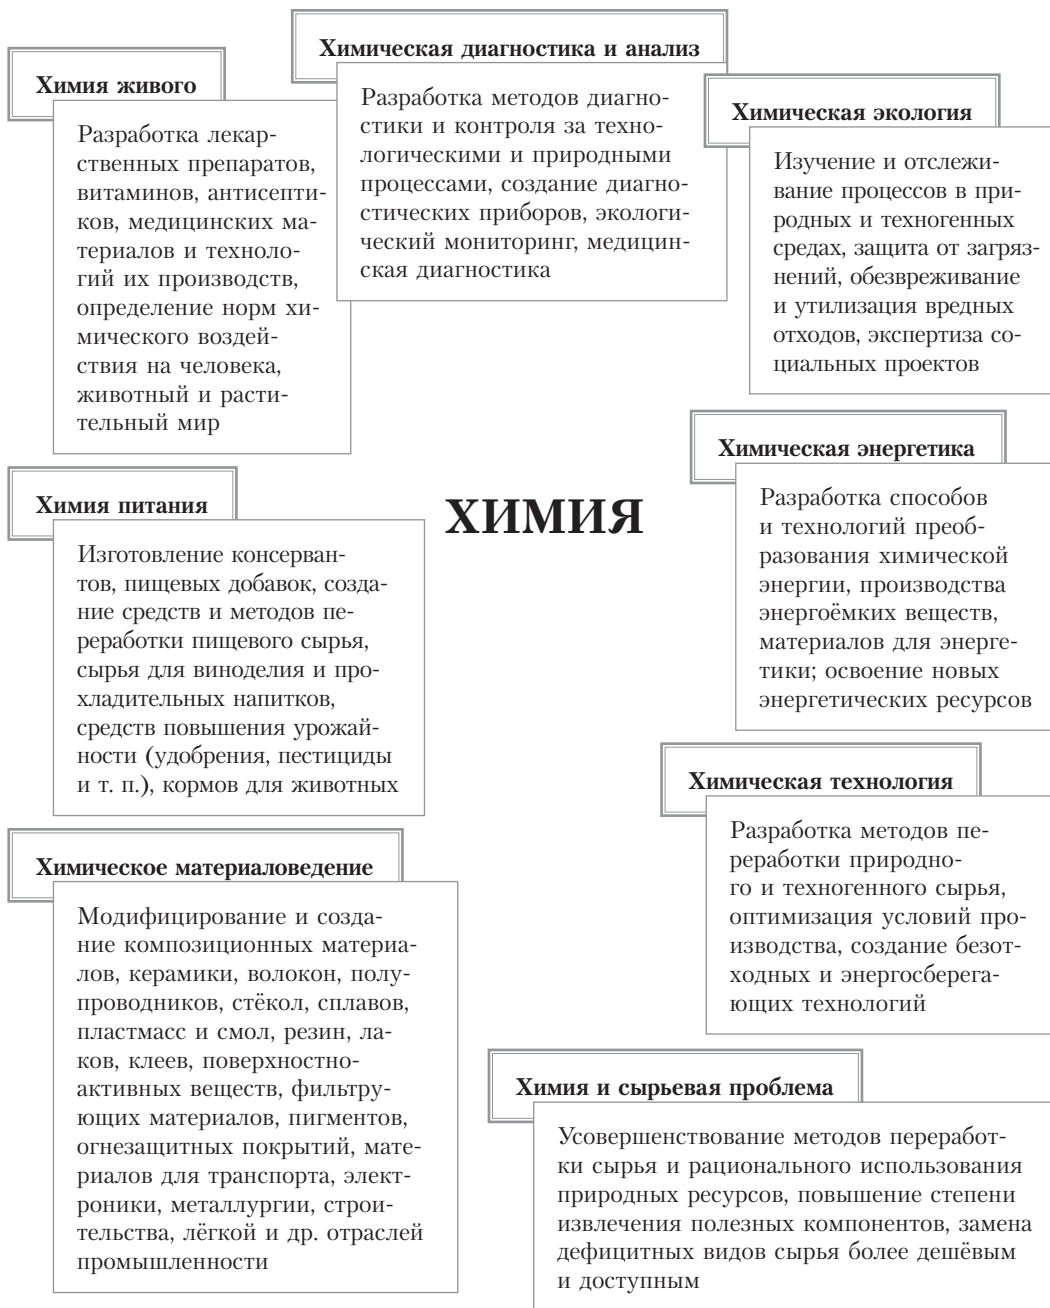 Химическая диагностика и анализ
Разработка методов диагно-
стики и контроля за техно-
логическими и природными
процессами, создание диагно-
стических приборов, экологи-
ческий мониторинг, медицин-
ская диагностика
Химия живого
Разработка лекар-
ственных препаратов,
витаминов, антисепти-
ков, медицинских ма-
териалов и техноло-
гий их производств,
определение норм хи-
мического воздей-
ствия на человека,
животный и расти-
тельный мир
Химическая экология
Изучение и отслежи-
вание процессов в при-
родных и техногенных
средах, защита от загряз-
нений, обезвреживание
и утилизация вредных
отходов, экспертиза со-
циальных проектов
Химическая энергетика
Разработка способов
и технологий преоб-
разования химической
энергии, производства
энергоёмких веществ,
материалов для энерге-
тики; освоение новых
энергетических ресурсов
Химия питания
Изготовление консерван-
тов, пищевых добавок, созда-
ние средств и методов пе-
реработки пищевого сырья,
сырья для виноделия и про-
хладительных напитков,
средств повышения урожай-
ности (удобрения, пестициды
и т. п.), кормов для животных
ХИМИЯ
Химическая технология
Разработка методов пе-
реработки природно-
го и техногенного сырья,
оптимизация условий про-
изводства, создание безот-
ходных и энергосберега-
ющих технологий
Химическое материаловедение
Модифицирование и созда-
ние композиционных материа-
лов, керамики, волокон, полу-
проводников, стёкол, сплавов,
пластмасс и смол, резин, ла-
ков, клеев, поверхностно-
активных веществ, фильтру-
ющих материалов, пигментов,
огнезащитных покрытий, мате-
риалов для транспорта, элект-
роники, металлургии, строи-
тельства, лёгкой и др. отраслей
промышленности
Химия и сырьевая проблема
Усовершенствование методов переработ-
ки сырья и рационального использования
природных ресурсов, повышение степени
извлечения полезных компонентов, замена
дефицитных видов сырья более дешёвым
и доступным